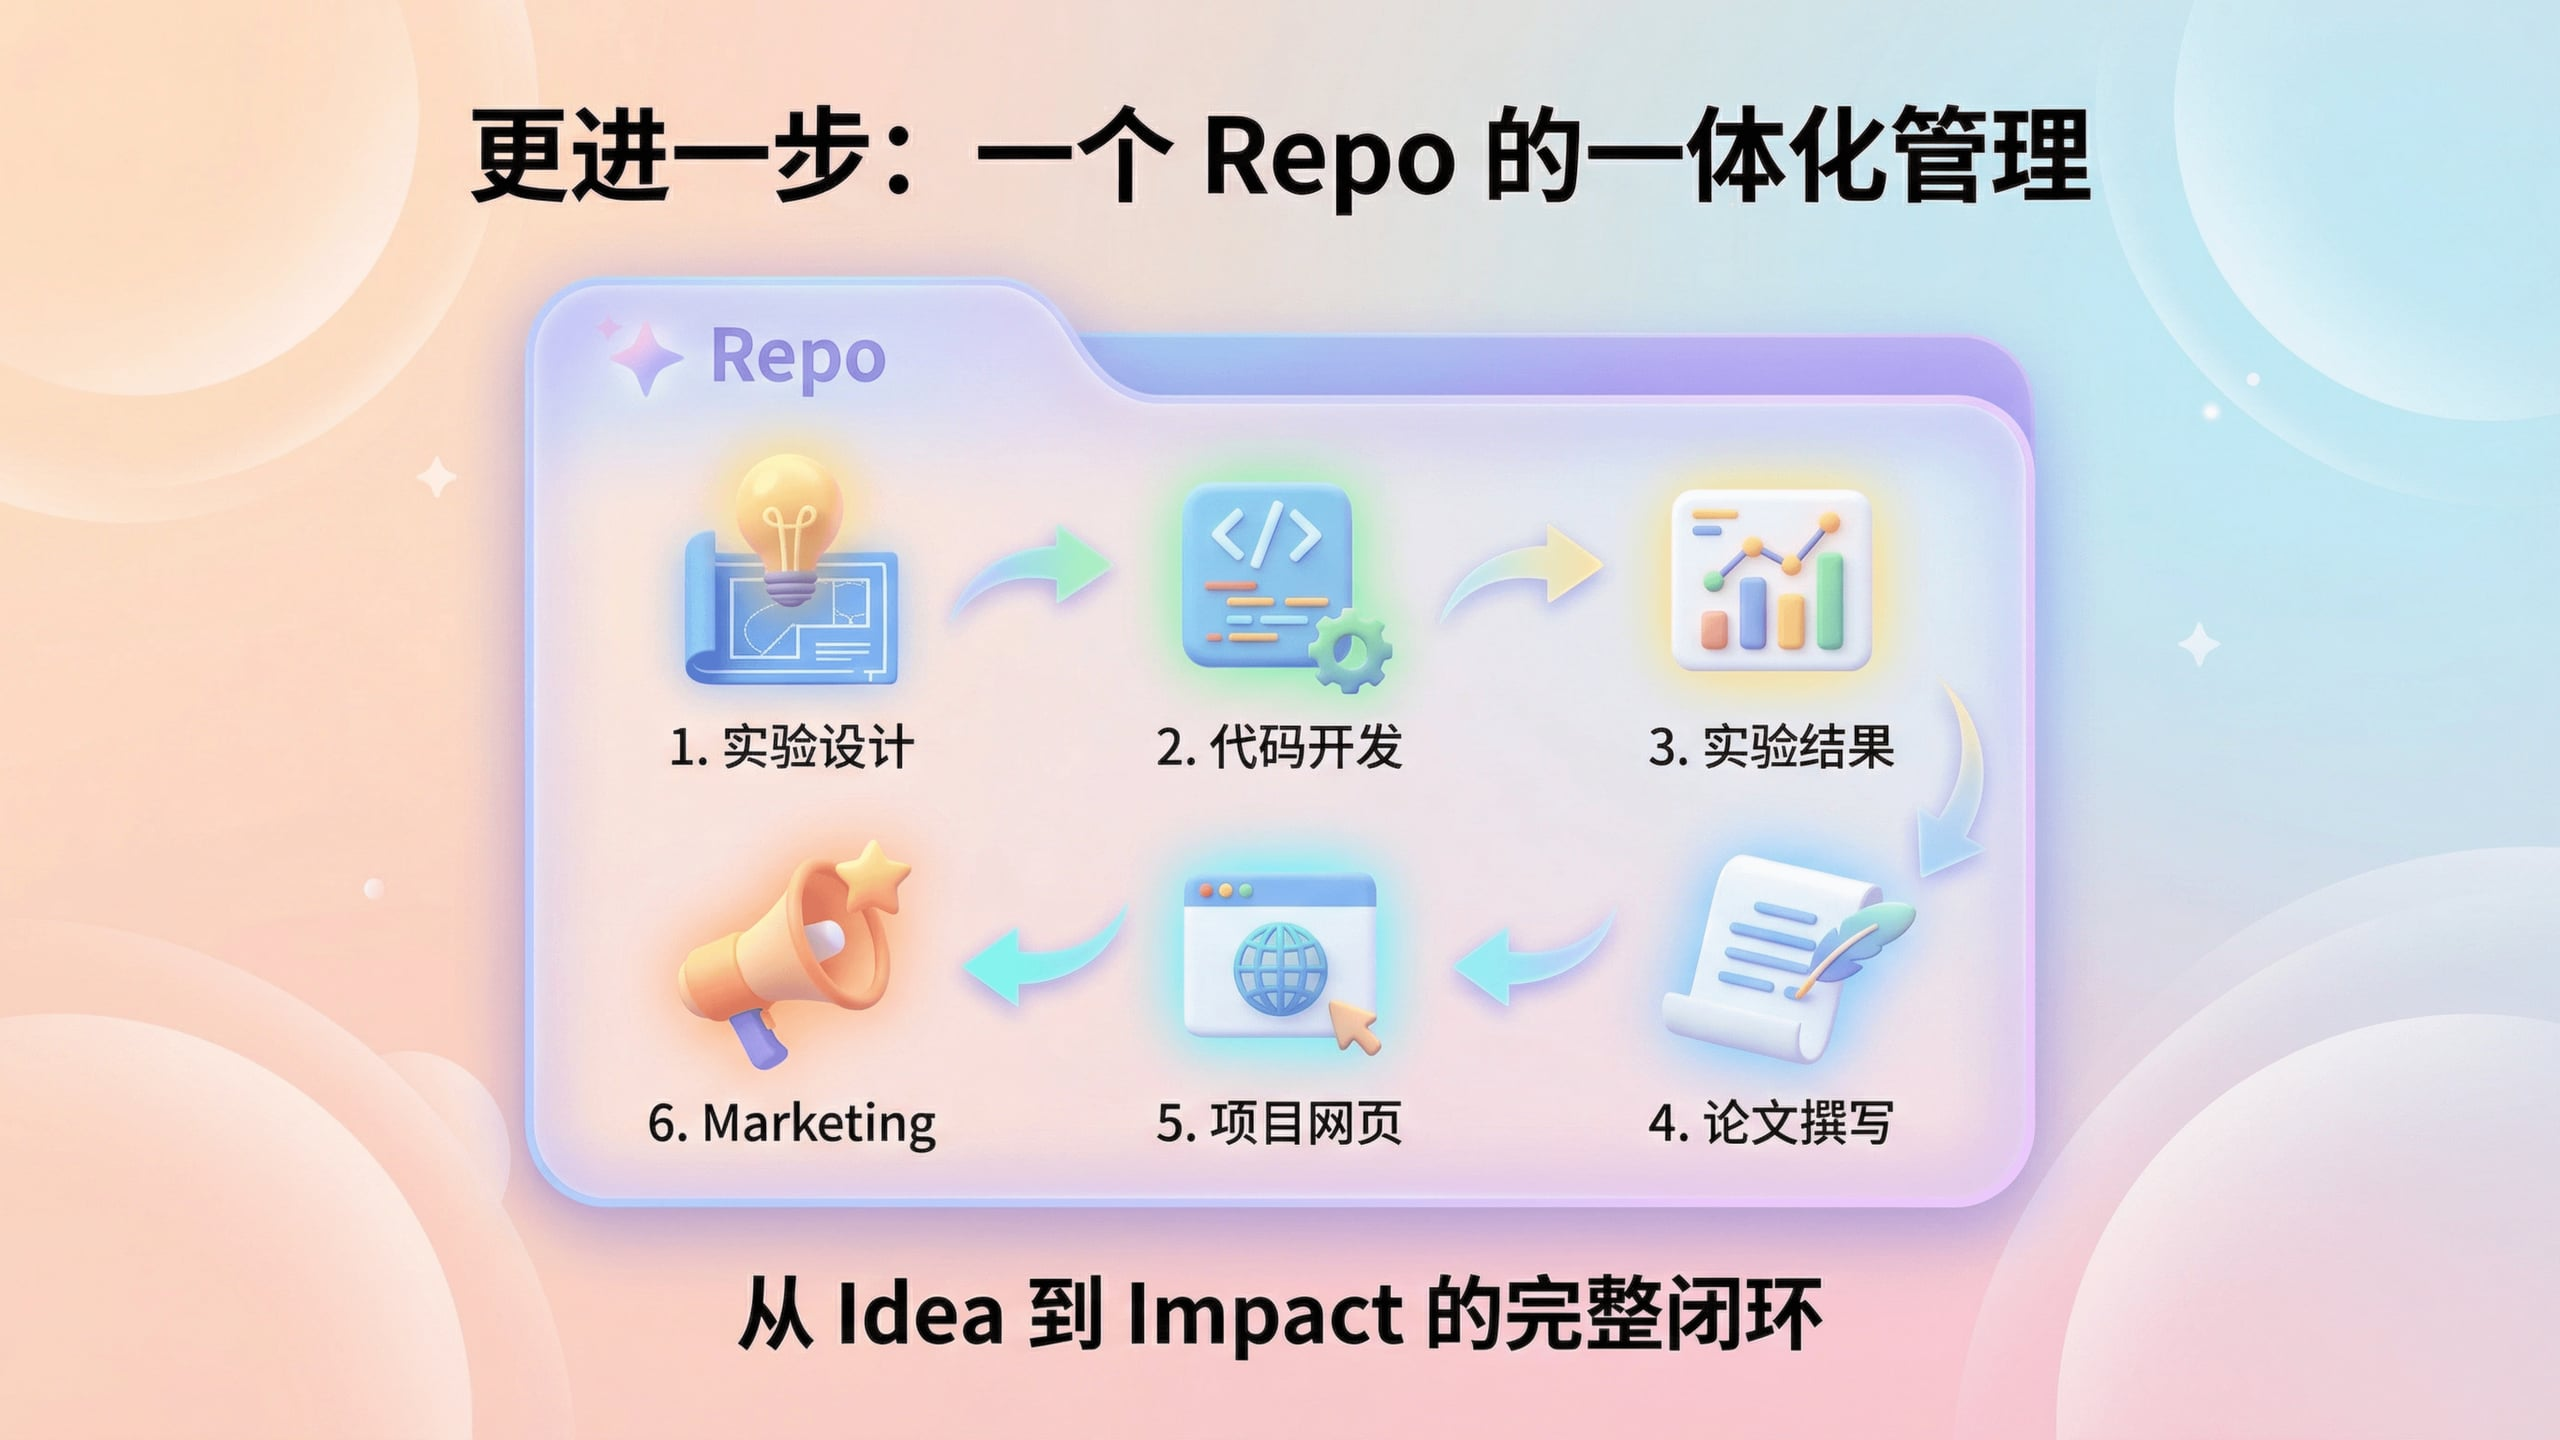 更进一步：一个 Repo 的一体化管理
Repo
1. 实验设计
2. 代码开发
3. 实验结果
4. 论文撰写
5. 项目网页
6. Marketing
从 Idea 到 Impact 的完整闭环